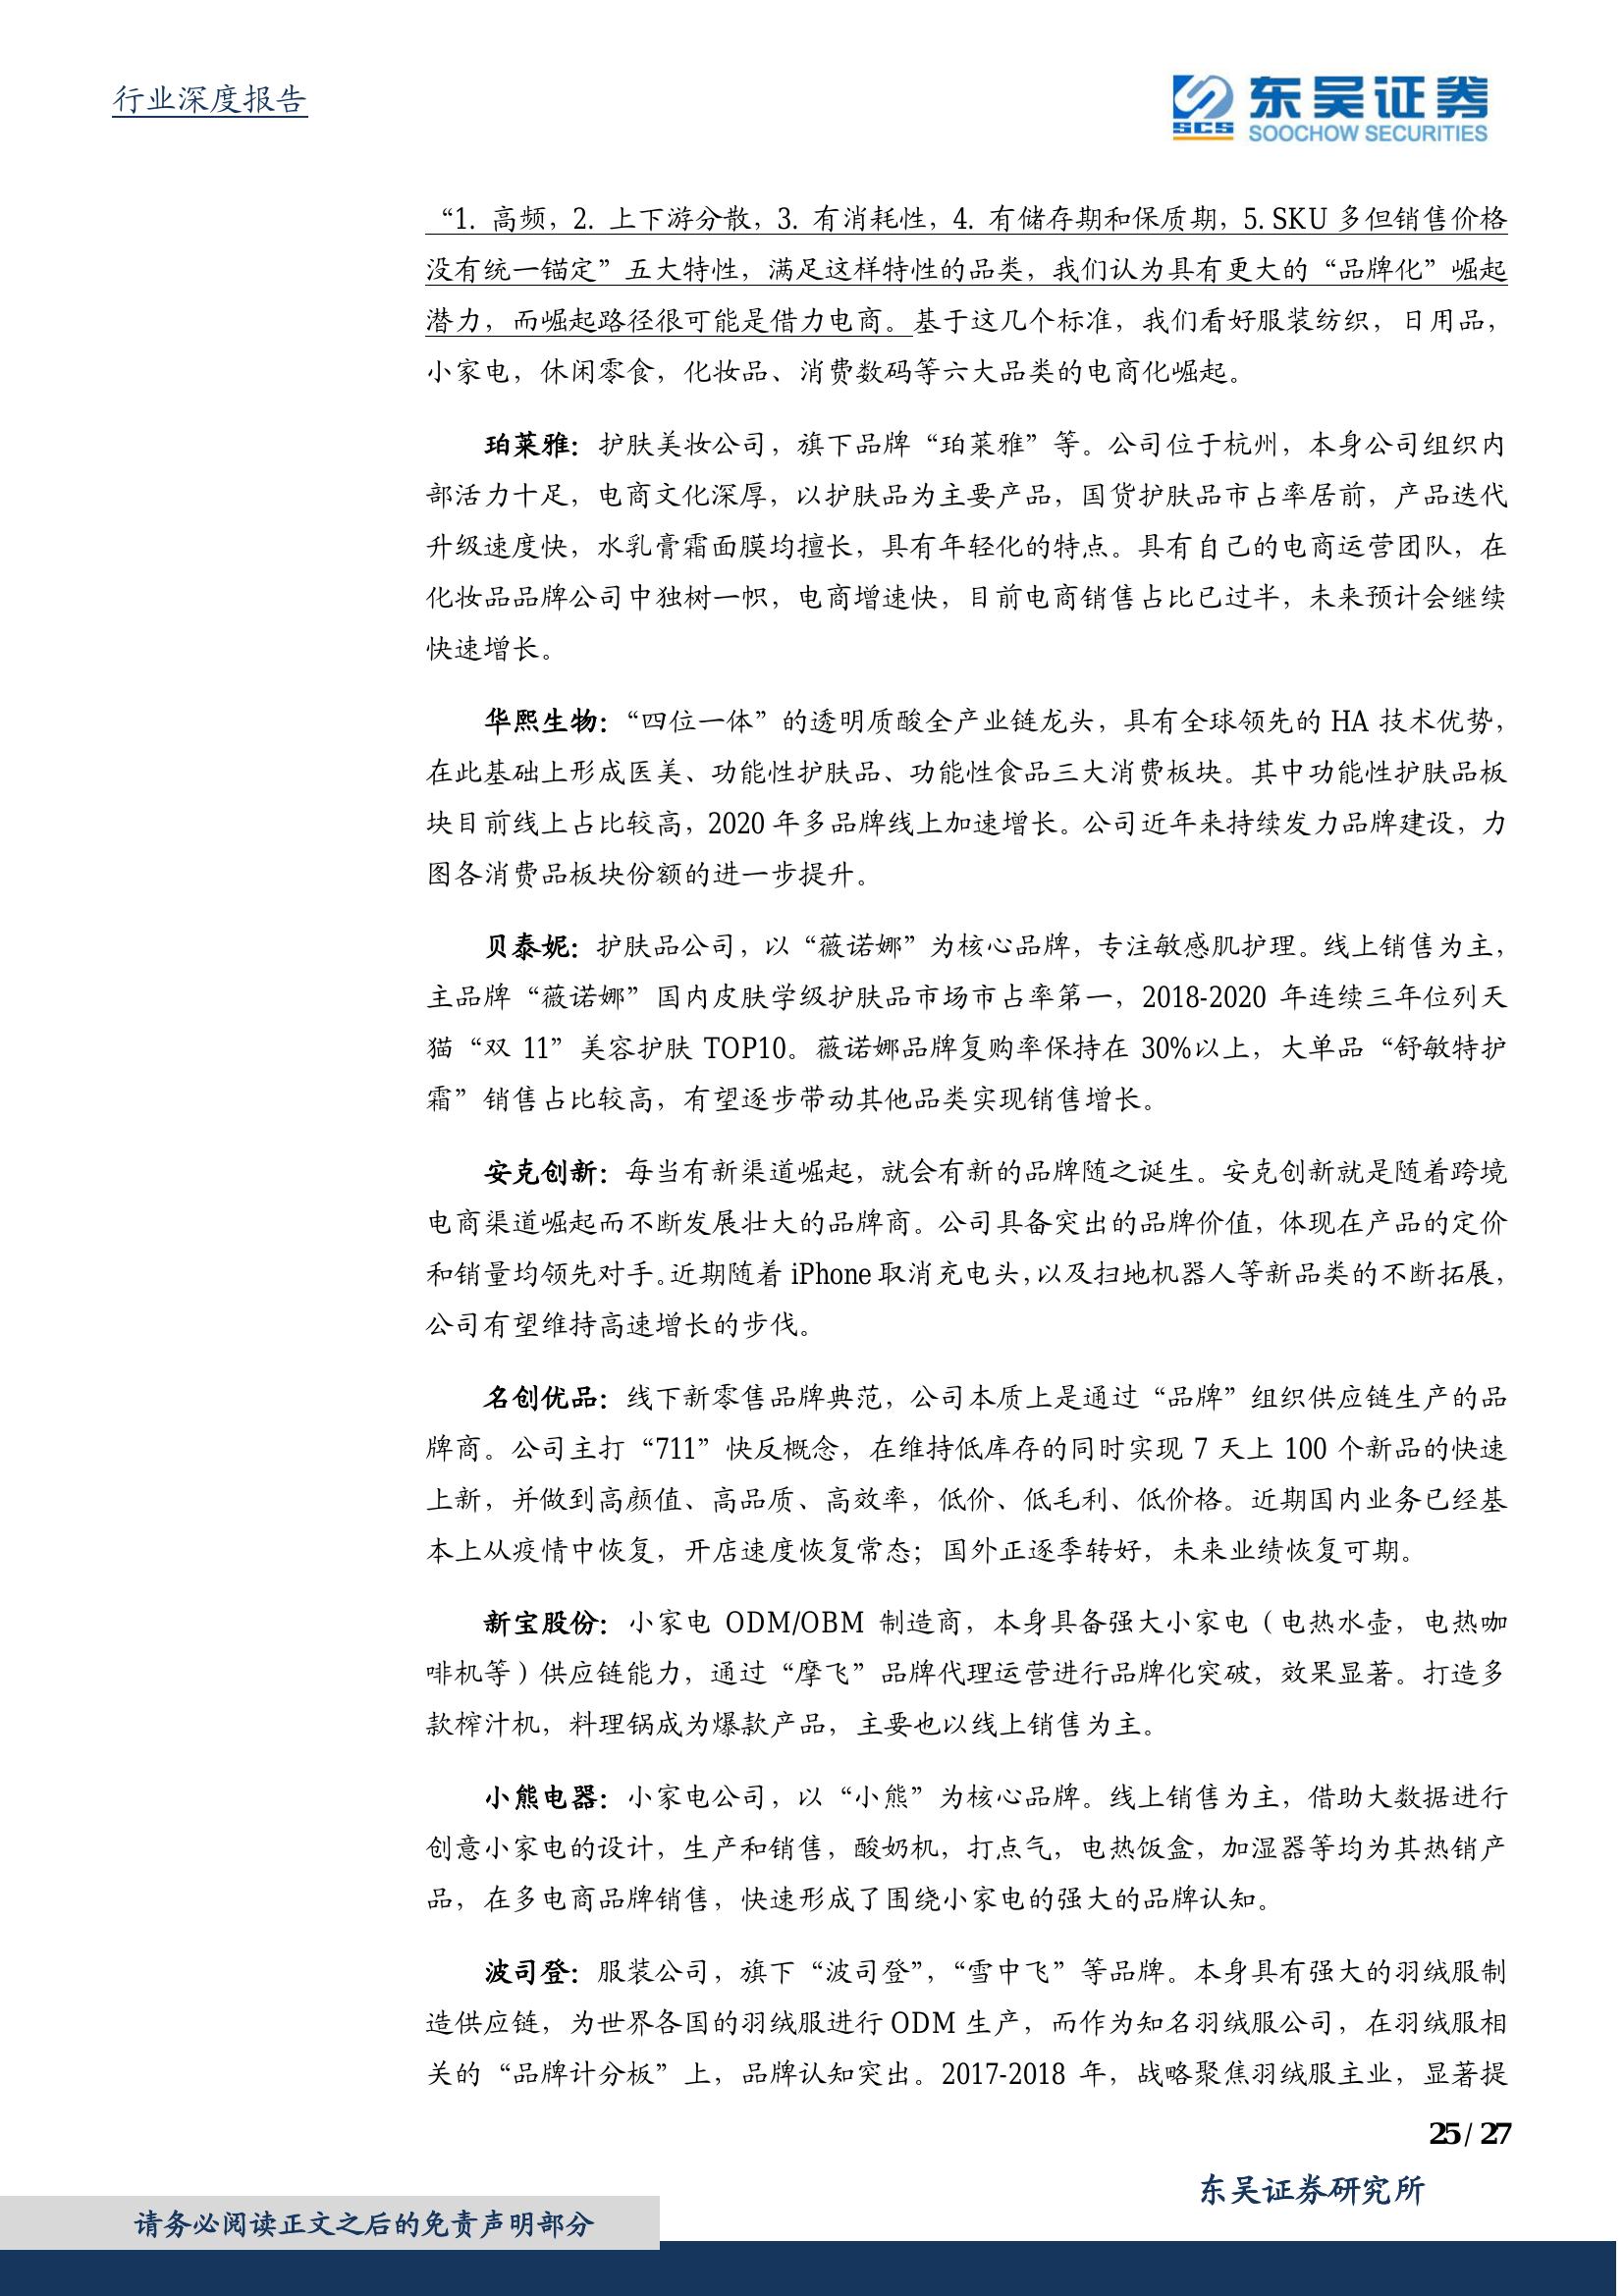 行业深度报告
SCS
东吴证券
SOOCHOW SECURITIES
“1. 高频，2. 上下游分散，3. 有消耗性，4. 有储存期和保质期，5. SKU 多但销售价格
没有统一锚定”五大特性，满足这样特性的品类，我们认为具有更大的“品牌化”崛起
潜力，而崛起路径很可能是借力电商。基于这几个标准，我们看好服装纺织，日用品，
小家电，休闲零食，化妆品、消费数码等六大品类的电商化崛起。
珀莱雅：护肤美妆公司，旗下品牌“珀莱雅”等。公司位于杭州，本身公司组织内
部活力十足，电商文化深厚，以护肤品为主要产品，国货护肤品市占率居前，产品迭代
升级速度快，水乳膏霜面膜均擅长，具有年轻化的特点。具有自己的电商运营团队，在
化妆品品牌公司中独树一帜，电商增速快，目前电商销售占比已过半，未来预计会继续
快速增长。
华熙生物：“四位一体”的透明质酸全产业链龙头，具有全球领先的 HA 技术优势，
在此基础上形成医美、功能性护肤品、功能性食品三大消费板块。其中功能性护肤品板
块目前线上占比较高，2020 年多品牌线上加速增长。公司近年来持续发力品牌建设，力
图各消费品板块份额的进一步提升。
贝泰妮：护肤品公司，以“薇诺娜”为核心品牌，专注敏感肌护理。线上销售为主，
主品牌“薇诺娜”国内皮肤学级护肤品市场市占率第一，2018-2020 年连续三年位列天
猫“双 11”美容护肤 TOP10。薇诺娜品牌复购率保持在 30%以上，大单品“舒敏特护
霜”销售占比较高，有望逐步带动其他品类实现销售增长。
安克创新：每当有新渠道崛起，就会有新的品牌随之诞生。安克创新就是随着跨境
电商渠道崛起而不断发展壮大的品牌商。公司具备突出的品牌价值，体现在产品的定价
和销量均领先对手。近期随着 iPhone 取消充电头，以及扫地机器人等新品类的不断拓展，
公司有望维持高速增长的步伐。
名创优品：线下新零售品牌典范，公司本质上是通过“品牌”组织供应链生产的品
牌商。公司主打“711”快反概念，在维持低库存的同时实现 7 天上 100 个新品的快速
上新，并做到高颜值、高品质、高效率，低价、低毛利、低价格。近期国内业务已经基
本上从疫情中恢复，开店速度恢复常态；国外正逐季转好，未来业绩恢复可期。
新宝股份：小家电 ODM/OBM 制造商，本身具备强大小家电（电热水壶，电热咖
啡机等）供应链能力，通过“摩飞”品牌代理运营进行品牌化突破，效果显著。打造多
款榨汁机，料理锅成为爆款产品，主要也以线上销售为主。
小熊电器：小家电公司，以“小熊”为核心品牌。线上销售为主，借助大数据进行
创意小家电的设计，生产和销售，酸奶机，打点气，电热饭盒，加湿器等均为其热销产
品，在多电商品牌销售，快速形成了围绕小家电的强大的品牌认知。
波司登：服装公司，旗下“波司登”，“雪中飞”等品牌。本身具有强大的羽绒服制
造供应链，为世界各国的羽绒服进行 ODM 生产，而作为知名羽绒服公司，在羽绒服相
关的“品牌计分板”上，品牌认知突出。2017-2018 年，战略聚焦羽绒服主业，显著提
25 / 27
东吴证券研究所
请务必阅读正文之后的免责声明部分